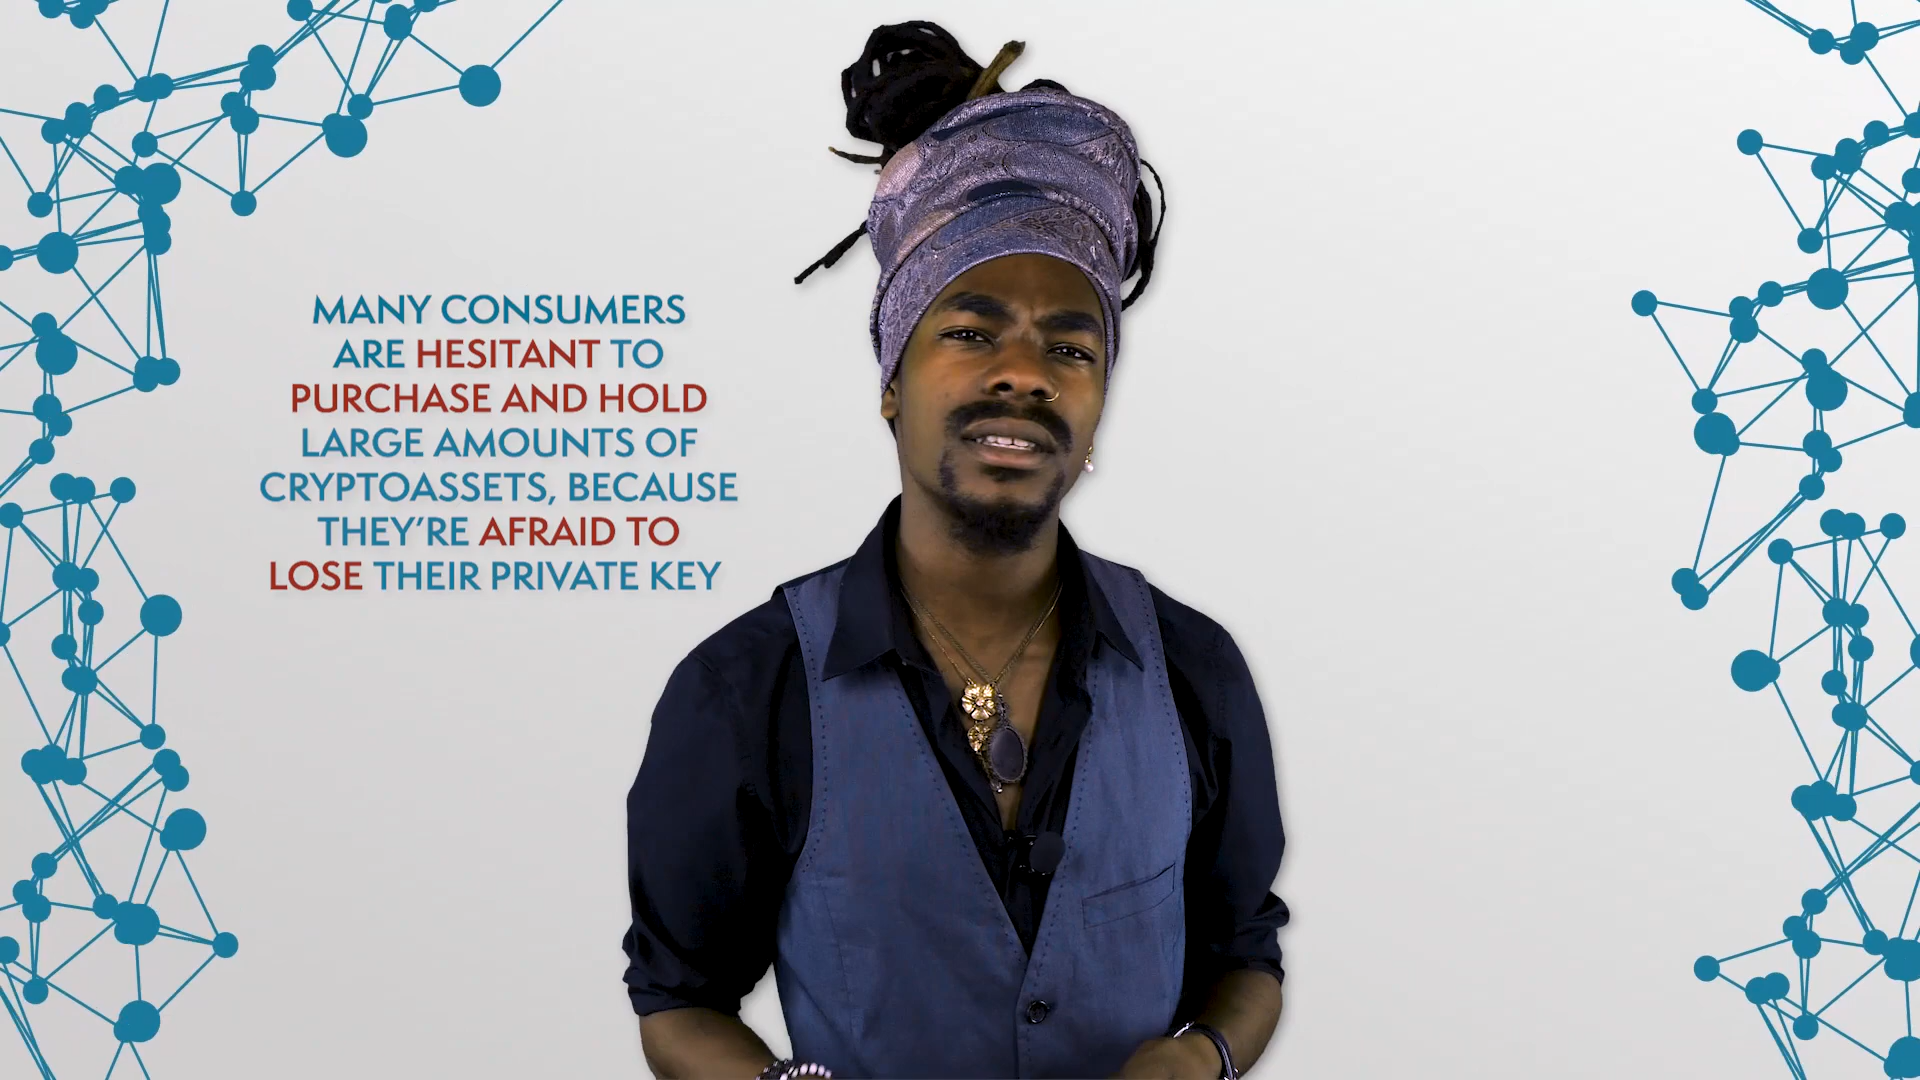 MANY CONSUMERS
ARE HESITANT TO
PURCHASE AND HOLD
LARGE AMOUNTS OF
CRYPTOASSETS, BECAUSE
THEY’RE AFRAID TO
LOSE THEIR PRIVATE KEY